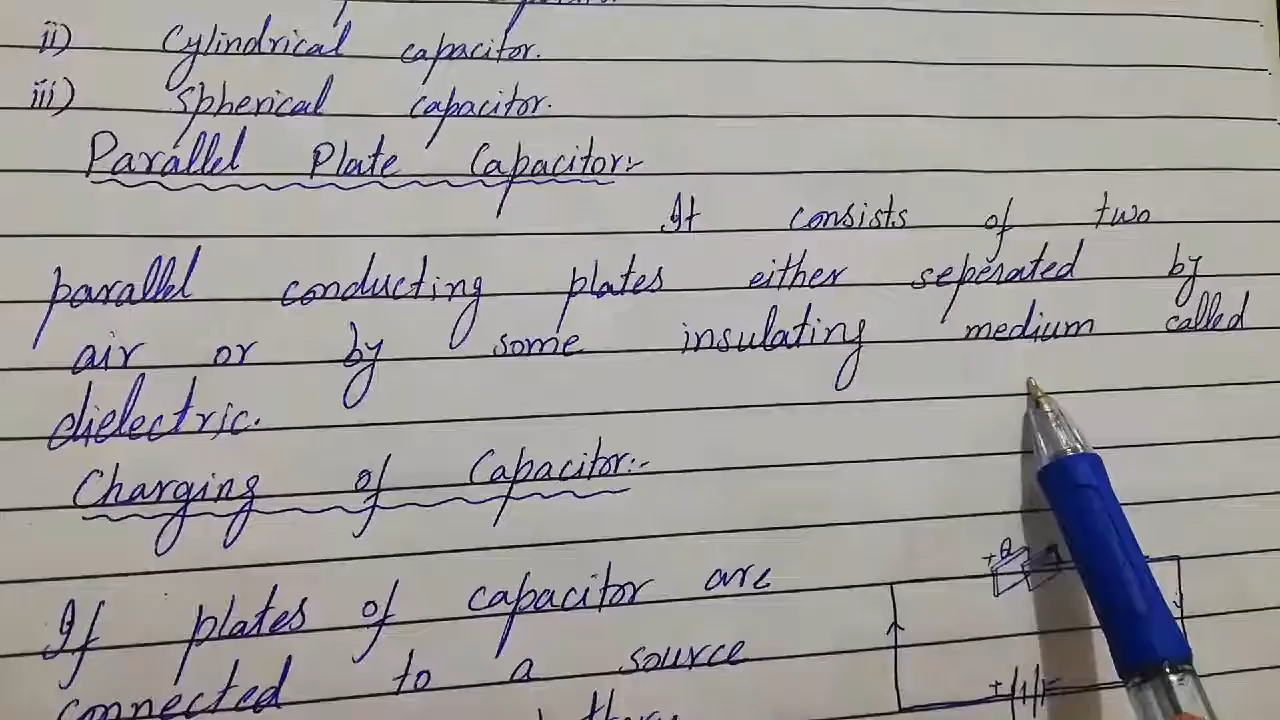 ii) Cylindrical capacitor.
iii) Spherical capacitor.
Parallel Plate Capacitor:-
It consists of two
parallel conducting plates either seperated by
air or by some insulating medium called
dielectric.
Charging of Capacitor:-
If plates of capacitor are
connected to a source
+Q
+